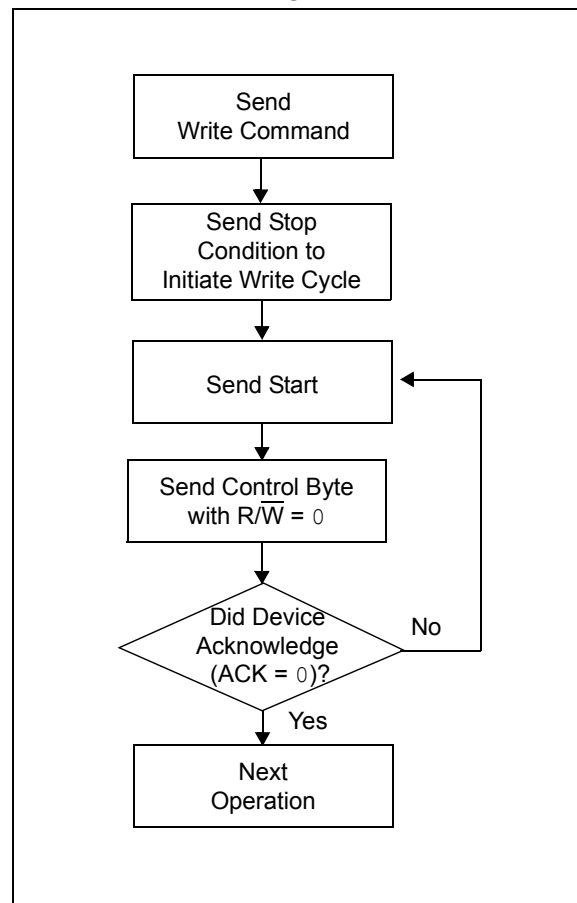 Send
Write Command
Send Stop
Condition to
Initiate Write Cycle
Send Start
Send Control Byte
with R/W̅ = 0
Did Device
Acknowledge
(ACK = 0)?
No
Yes
Next
Operation